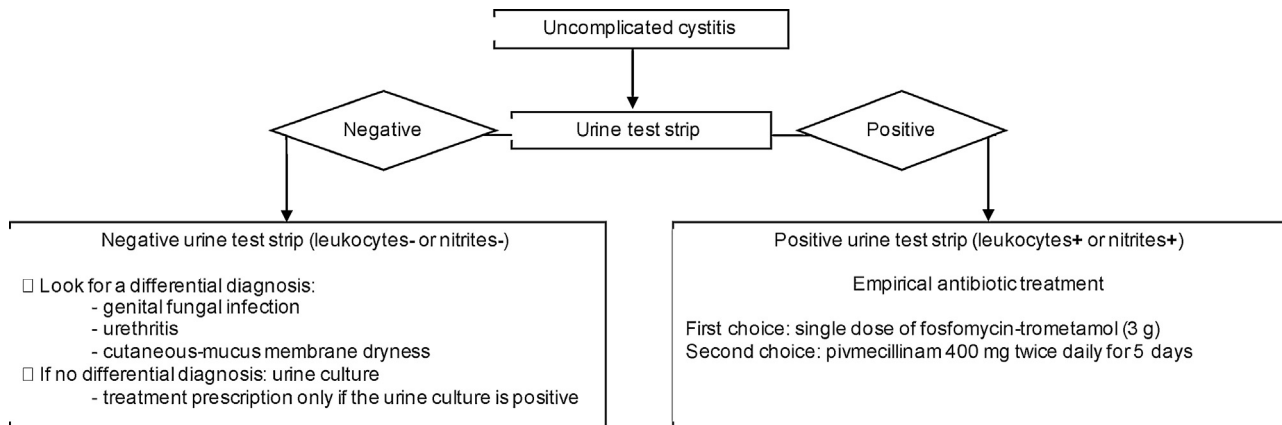 Uncomplicated cystitis
Negative
Urine test strip
Positive
Negative urine test strip (leukocytes- or nitrites-)
□ Look for a differential diagnosis:
- genital fungal infection
- urethritis
- cutaneous-mucus membrane dryness
□ If no differential diagnosis: urine culture
- treatment prescription only if the urine culture is positive
Positive urine test strip (leukocytes+ or nitrites+)
Empirical antibiotic treatment
First choice: single dose of fosfomycin-trometamol (3 g)
Second choice: pivmecillinam 400 mg twice daily for 5 days